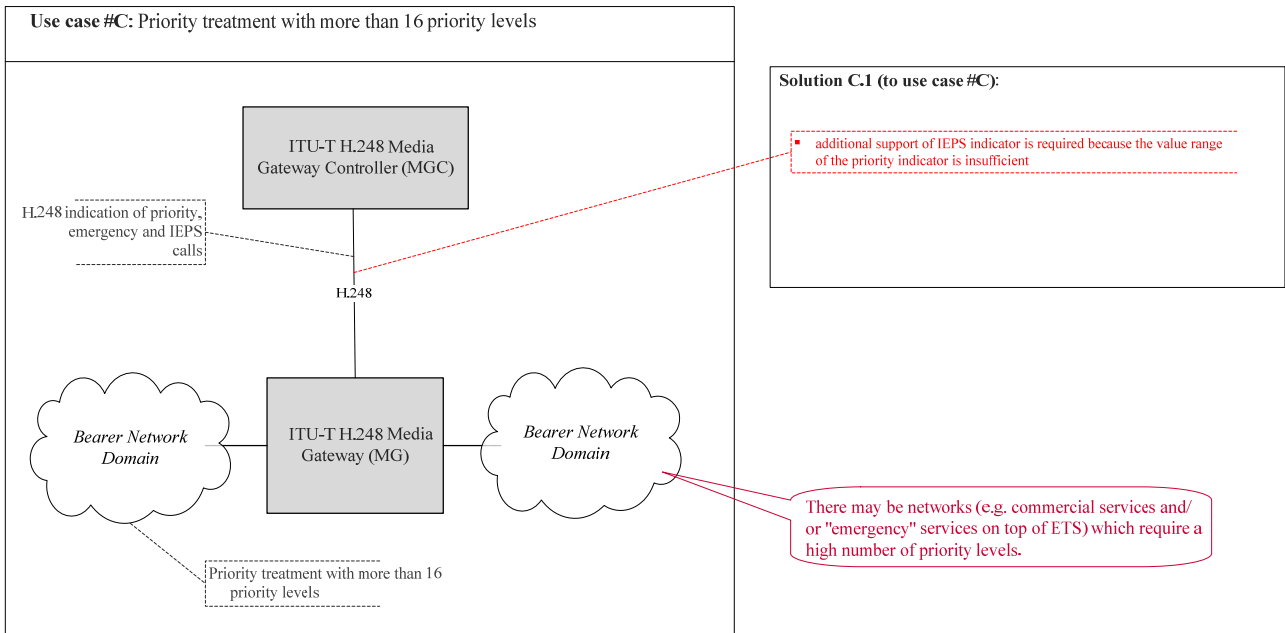 Use case #C: Priority treatment with more than 16 priority levels
Solution C.1 (to use case #C):
▪ additional support of IEPS indicator is required because the value range
of the priority indicator is insufficient
ITU-T H.248 Media
Gateway Controller (MGC)
H.248 indication of priority,
emergency and IEPS
calls
H.248
Bearer Network
Domain
ITU-T H.248 Media
Gateway (MG)
Bearer Network
Domain
There may be networks (e.g. commercial services and/
or "emergency" services on top of ETS) which require a
high number of priority levels.
Priority treatment with more than 16
priority levels